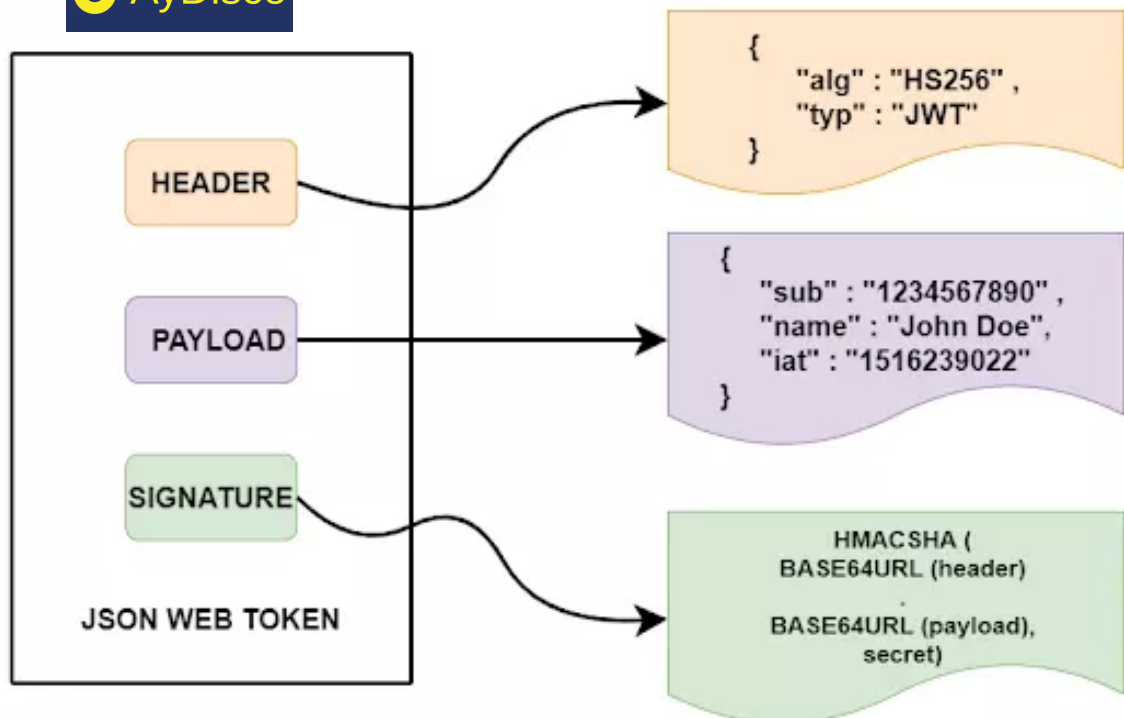 AyDisco
HEADER
PAYLOAD
SIGNATURE
JSON WEB TOKEN
{
"alg" : "HS256" ,
"typ" : "JWT"
}
{
"sub" : "1234567890" ,
"name" : "John Doe",
"iat" : "1516239022"
}
HMACSHA (
BASE64URL (header)
.
BASE64URL (payload),
secret)